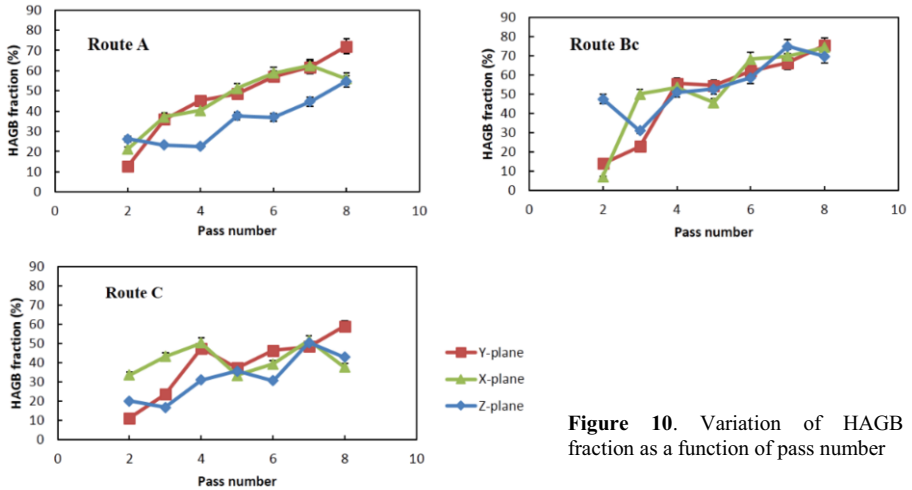 Route A
HAGB fraction (%)
90
80
70
60
50
40
30
20
10
0
0 2 4 6 8 10
Pass number
Route Bc
HAGB fraction (%)
90
80
70
60
50
40
30
20
10
0
0 2 4 6 8 10
Pass number
Route C
HAGB fraction (%)
90
80
70
60
50
40
30
20
10
0
0 2 4 6 8 10
Pass number
Y-plane
X-plane
Z-plane
Figure 10. Variation of HAGB
fraction as a function of pass number